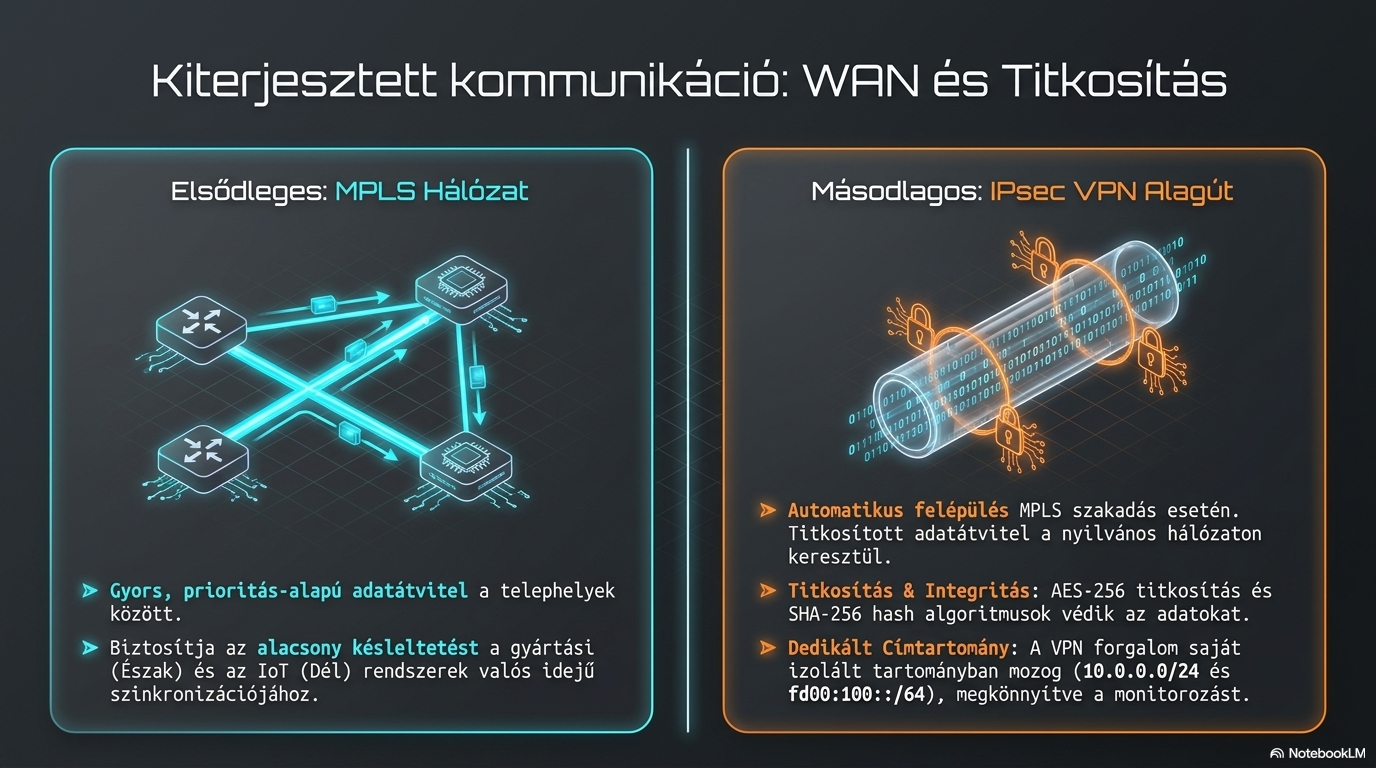 Kiterjesztett kommunikáció: WAN és Titkosítás
Elsődleges: MPLS Hálózat
➤ Gyors, prioritás-alapú adatátvitel a telephelyek
között.
➤ Biztosítja az alacsony késleltetést a gyártási
(Észak) és az IoT (Dél) rendszerek valós idejű
szinkronizációjához.
Másodlagos: IPsec VPN Alagút
➤ Automatikus felépülés MPLS szakadás esetén.
Titkosított adatátvitel a nyilvános hálózaton
keresztül.
➤ Titkosítás & Integritás: AES-256 titkosítás és
SHA-256 hash algoritmusok védik az adatokat.
➤ Dedikált Címtartomány: A VPN forgalom saját
izolált tartományban mozog (10.0.0.0/24 és
fd00:100::/64), megkönnyítve a monitorozást.
NotebookLM